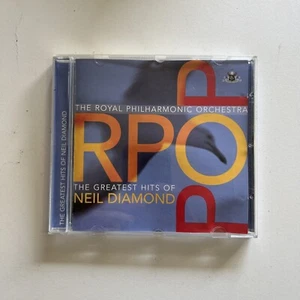 THE GREATEST HITS OF NEIL DIAMOND
THE ROYAL PHILHARMONIC ORCHESTRA
RPO
POP
THE GREATEST HITS OF
NEIL DIAMOND